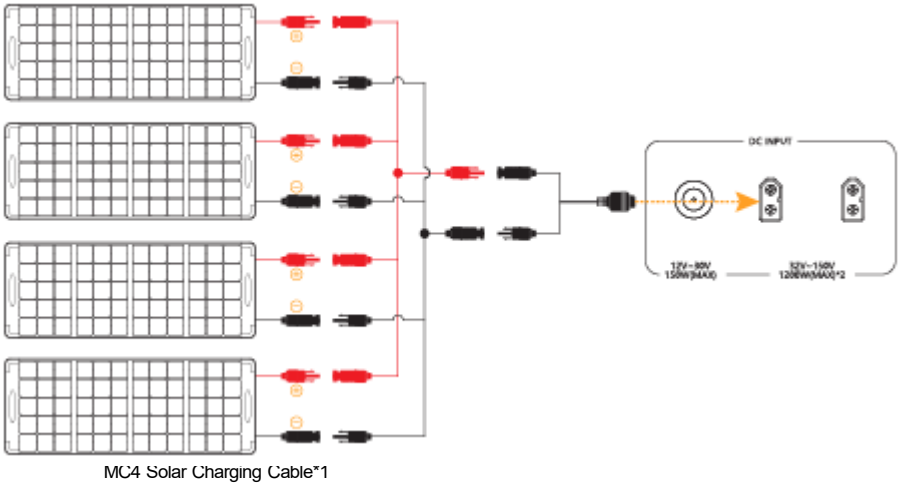 DC INPUT
12V~30V
150W(MAX)
32V~150V
1200W(MAX)*2
MC4 Solar Charging Cable*1